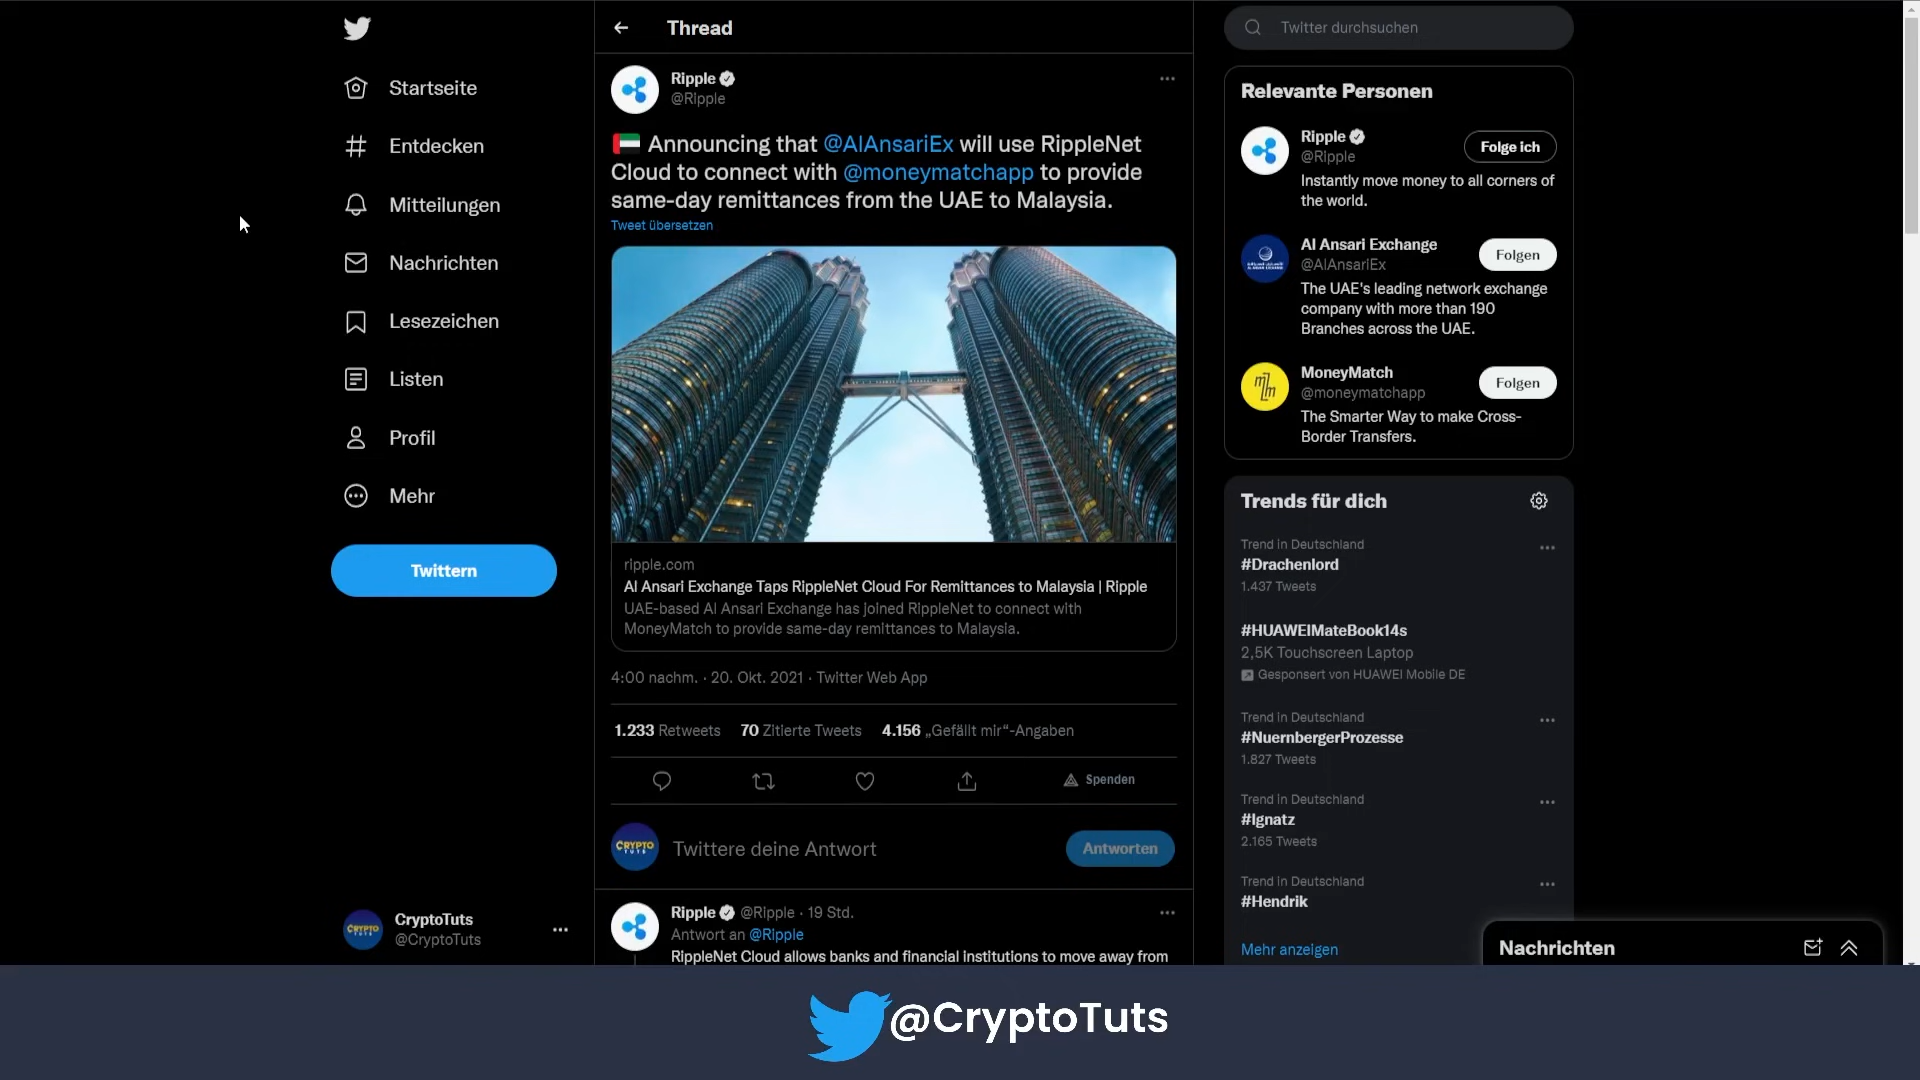 Startseite
Entdecken
Mitteilungen
Nachrichten
Lesezeichen
Listen
Profil
Mehr
Twittern
CryptoTuts
@CryptoTuts
Thread
Ripple
@Ripple
Announcing that @AlAnsariEx will use RippleNet
Cloud to connect with @moneymatchapp to provide
same-day remittances from the UAE to Malaysia.
Tweet übersetzen
ripple.com
Al Ansari Exchange Taps RippleNet Cloud For Remittances to Malaysia | Ripple
UAE-based Al Ansari Exchange has joined RippleNet to connect with
MoneyMatch to provide same-day remittances to Malaysia.
4:00 nachm. · 20. Okt. 2021 · Twitter Web App
1.233 Retweets 70 Zitierte Tweets 4.156 „Gefällt mir“-Angaben
Spenden
CRYPTO
TUTS
Twittere deine Antwort
Antworten
Ripple @Ripple · 19 Std.
Antwort an @Ripple
RippleNet Cloud allows banks and financial institutions to move away from
Twitter durchsuchen
Relevante Personen
Ripple
@Ripple
Folge ich
Instantly move money to all corners of
the world.
Al Ansari Exchange
@AlAnsariEx
Folgen
The UAE's leading network exchange
company with more than 190
Branches across the UAE.
MoneyMatch
@moneymatchapp
Folgen
The Smarter Way to make Cross-
Border Transfers.
Trends für dich
Trend in Deutschland
#Drachenlord
1.437 Tweets
#HUAWEIMateBook14s
2,5K Touchscreen Laptop
Gesponsert von HUAWEI Mobile DE
Trend in Deutschland
#NuernbergerProzesse
1.827 Tweets
Trend in Deutschland
#Ignatz
2.165 Tweets
Trend in Deutschland
#Hendrik
Mehr anzeigen
Nachrichten
@CryptoTuts